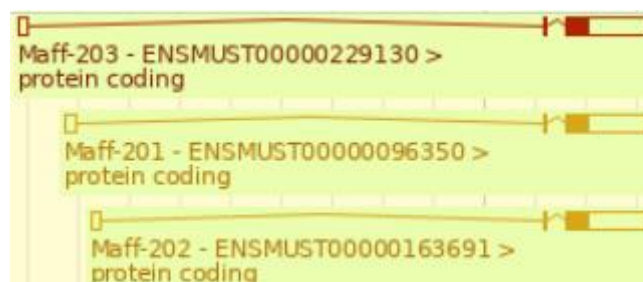 Maff-203 - ENSMUST00000229130 >
protein coding
Maff-201 - ENSMUST00000096350 >
protein coding
Maff-202 - ENSMUST00000163691 >
protein coding